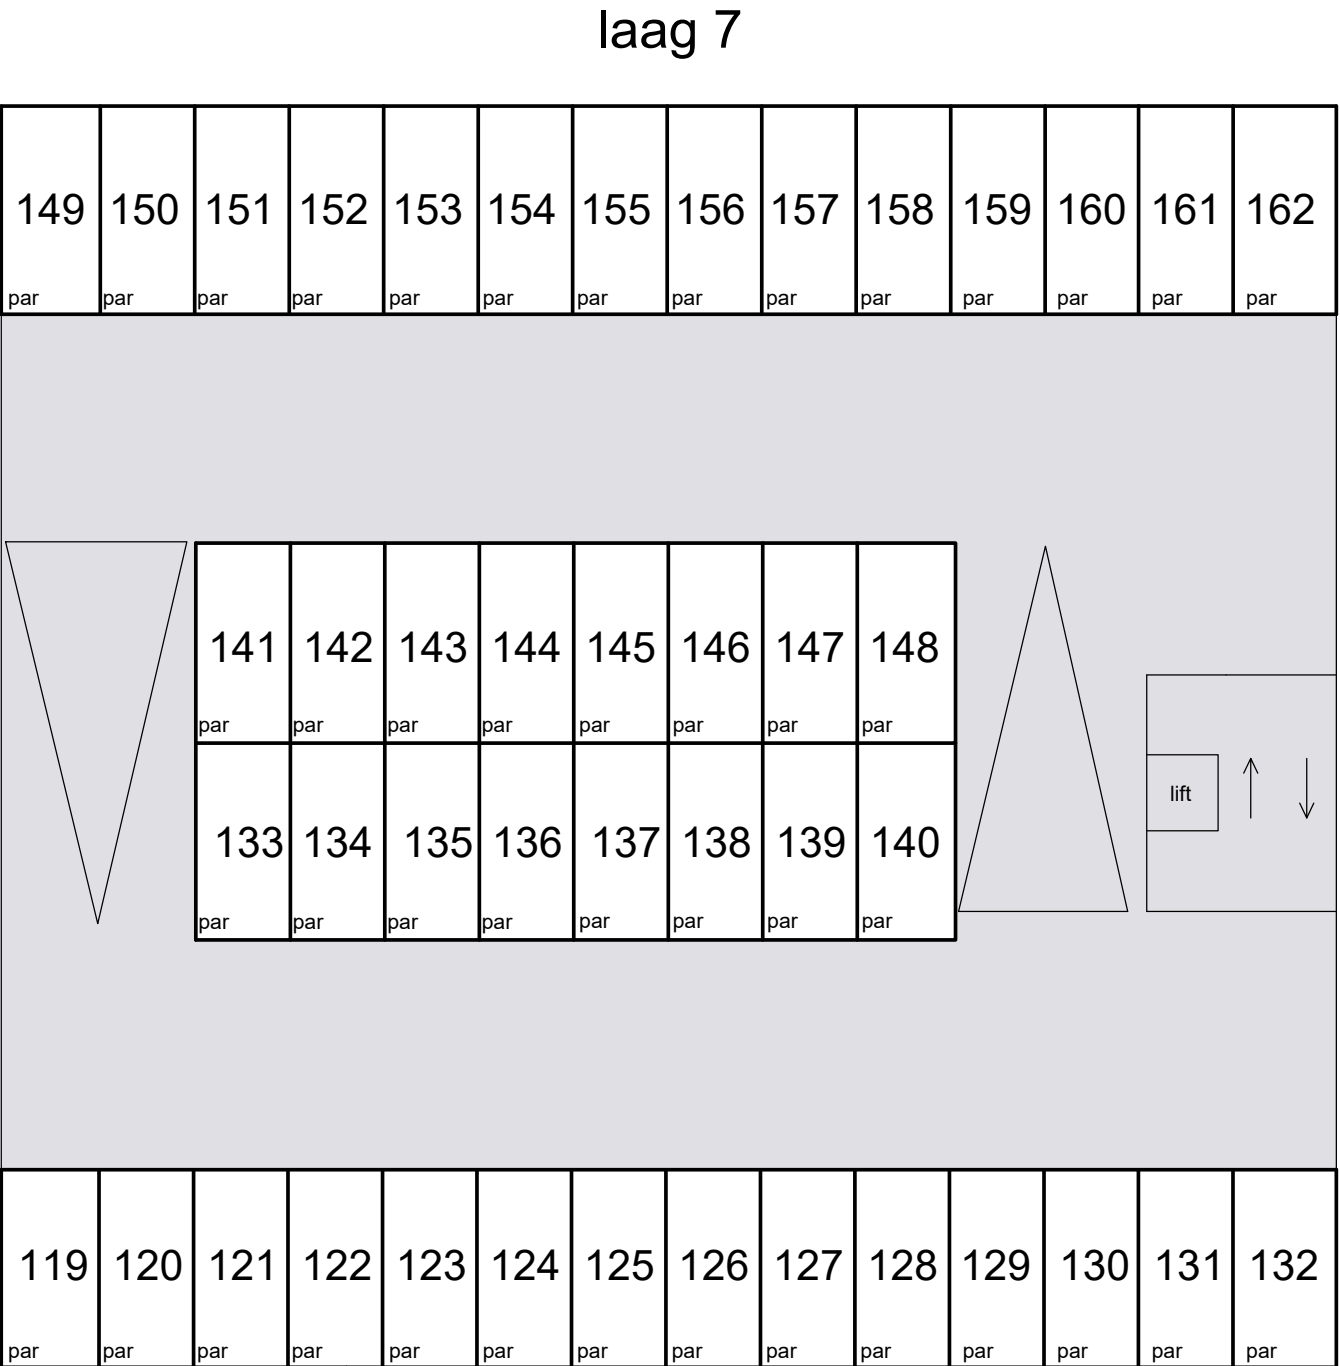 laag 7
149 150 151 152 153 154 155 156 157 158 159 160 161 162
par par par par par par par par par par par par par par
141 142 143 144 145 146 147 148
par par par par par par par par
lift
133 134 135 136 137 138 139 140
par par par par par par par par
119 120 121 122 123 124 125 126 127 128 129 130 131 132
par par par par par par par par par par par par par par